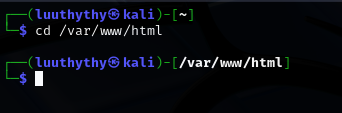 ┌──(luuthythy㉿kali)-[~]
└─$ cd /var/www/html
┌──(luuthythy㉿kali)-[/var/www/html]
└─$